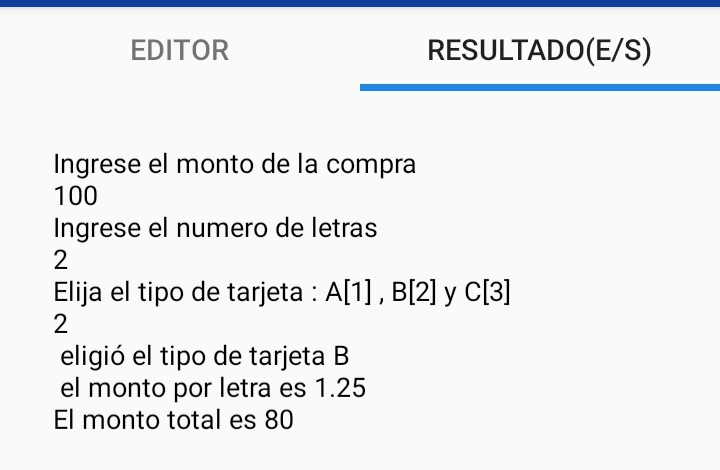 EDITOR RESULTADO(E/S)
Ingrese el monto de la compra
100
Ingrese el numero de letras
2
Elija el tipo de tarjeta : A[1] , B[2] y C[3]
2
eligió el tipo de tarjeta B
el monto por letra es 1.25
El monto total es 80